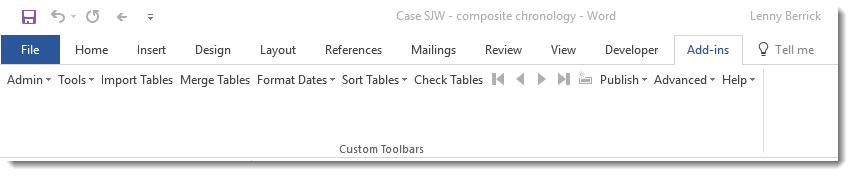 Case SJW - composite chronology - Word Lenny Berrick
File Home Insert Design Layout References Mailings Review View Developer Add-ins Tell me
Admin Tools Import Tables Merge Tables Format Dates Sort Tables Check Tables Publish Advanced Help
Custom Toolbars